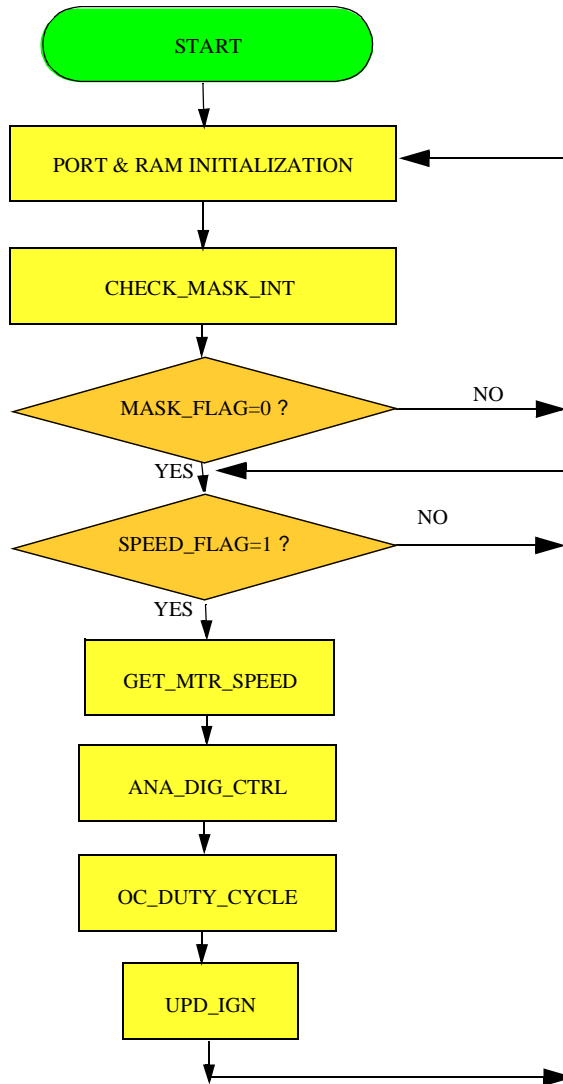 START
PORT & RAM INITIALIZATION
CHECK_MASK_INT
MASK_FLAG=0 ?
NO
YES
SPEED_FLAG=1 ?
NO
YES
GET_MTR_SPEED
ANA_DIG_CTRL
OC_DUTY_CYCLE
UPD_IGN